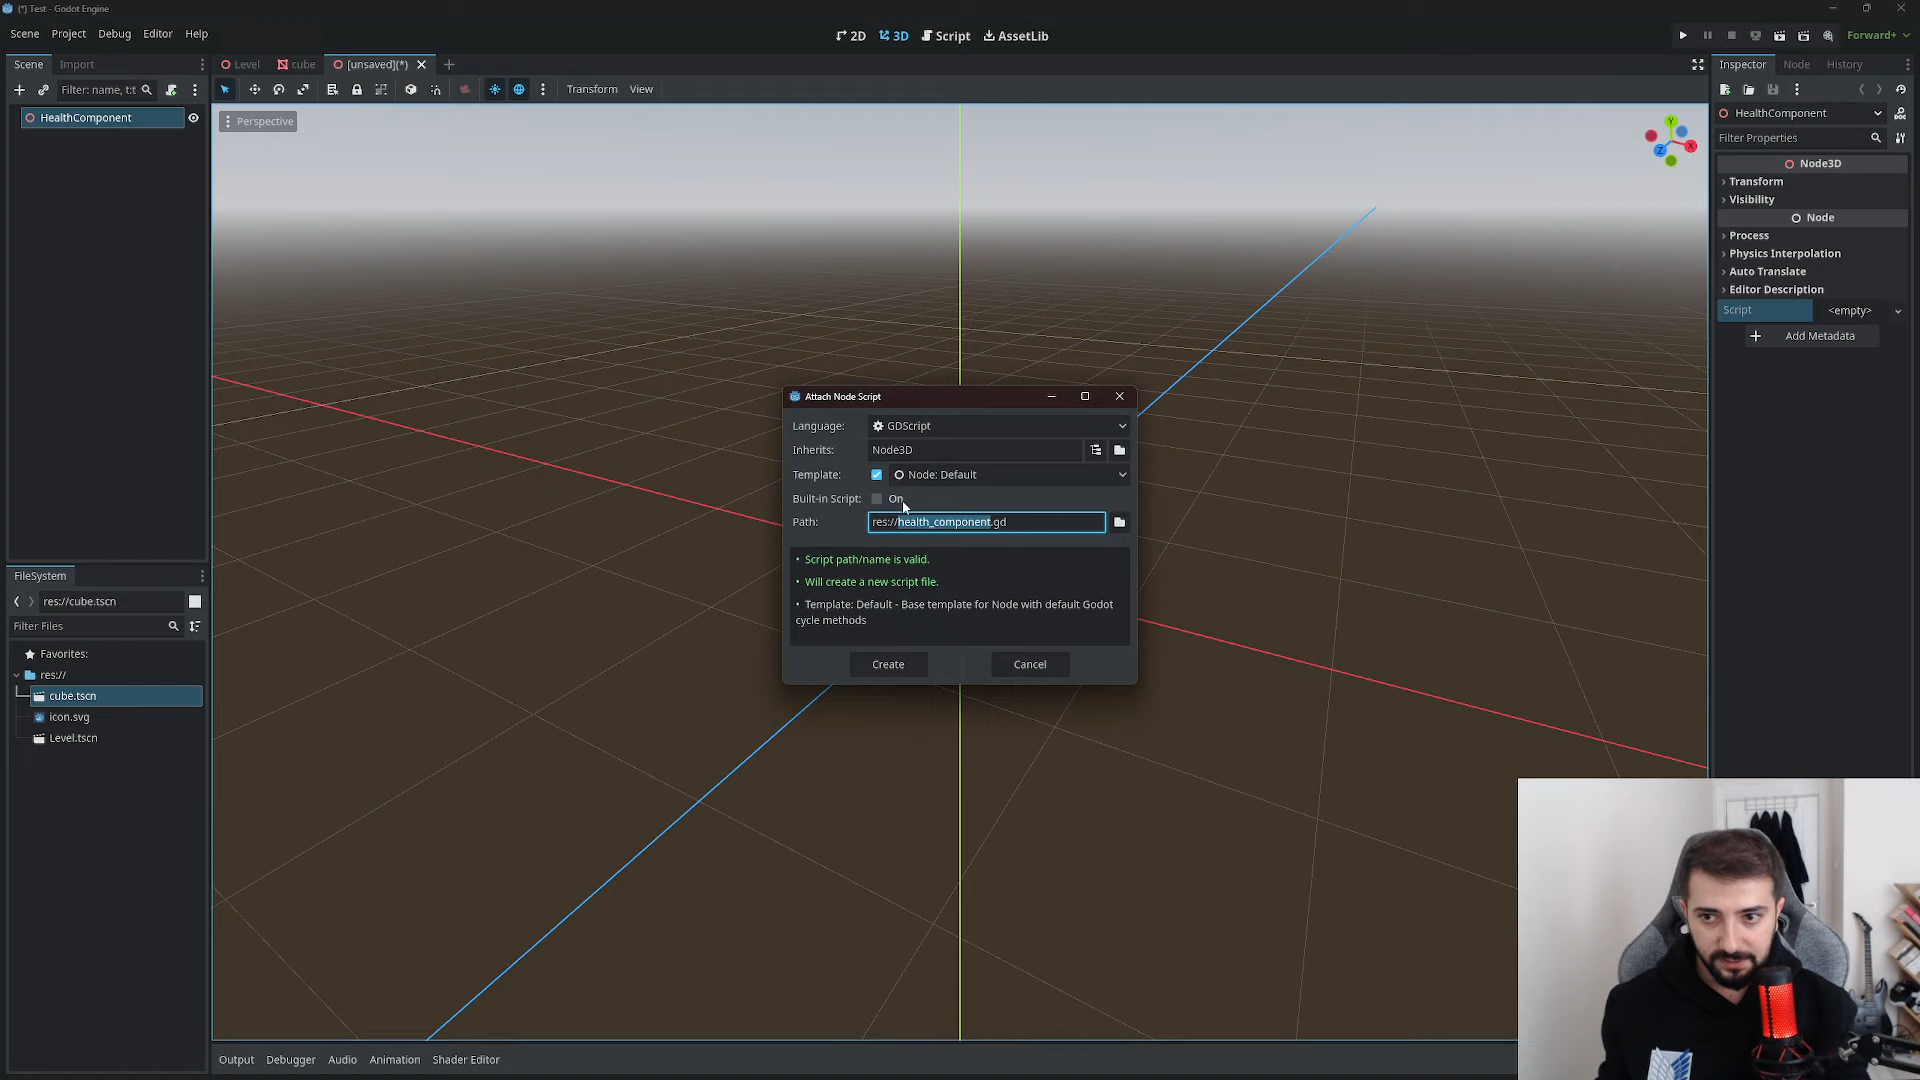 (*) Test - Godot Engine
Scene Project Debug Editor Help
2D 3D Script AssetLib
Forward+
Scene Import
Level cube [unsaved](*)
Inspector Node History
Filter: name, t:t
Transform View
HealthComponent
Perspective
Y
X
Z
HealthComponent
Filter Properties
Node3D
Transform
Visibility
Node
Process
Physics Interpolation
Auto Translate
Editor Description
Script <empty>
Add Metadata
Attach Node Script
Language: GDScript
Inherits: Node3D
Template: Node: Default
Built-in Script: On
Path: res://health_component.gd
• Script path/name is valid.
• Will create a new script file.
• Template: Default - Base template for Node with default Godot
cycle methods
Create Cancel
FileSystem
res://cube.tscn
Filter Files
Favorites:
res://
cube.tscn
icon.svg
Level.tscn
Output Debugger Audio Animation Shader Editor